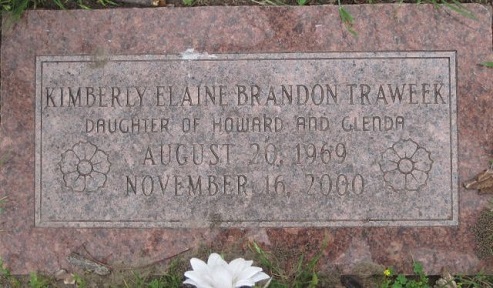 KIMBERLY ELAINE BRANDON TRAWEEK
DAUGHTER OF HOWARD AND GLENDA
AUGUST 20, 1969
NOVEMBER 16, 2000